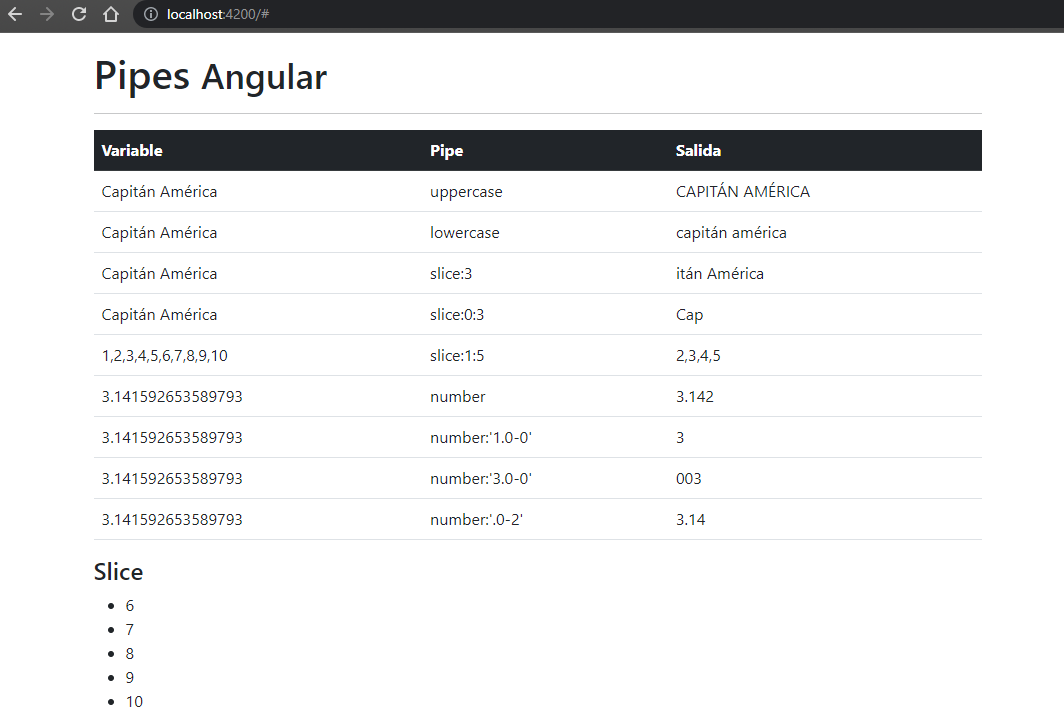 localhost:4200/#
Pipes Angular
Variable Pipe Salida
Capitán América uppercase CAPITÁN AMÉRICA
Capitán América lowercase capitán américa
Capitán América slice:3 itán América
Capitán América slice:0:3 Cap
1,2,3,4,5,6,7,8,9,10 slice:1:5 2,3,4,5
3.141592653589793 number 3.142
3.141592653589793 number:'1.0-0' 3
3.141592653589793 number:'3.0-0' 003
3.141592653589793 number:'.0-2' 3.14
Slice
• 6
• 7
• 8
• 9
• 10